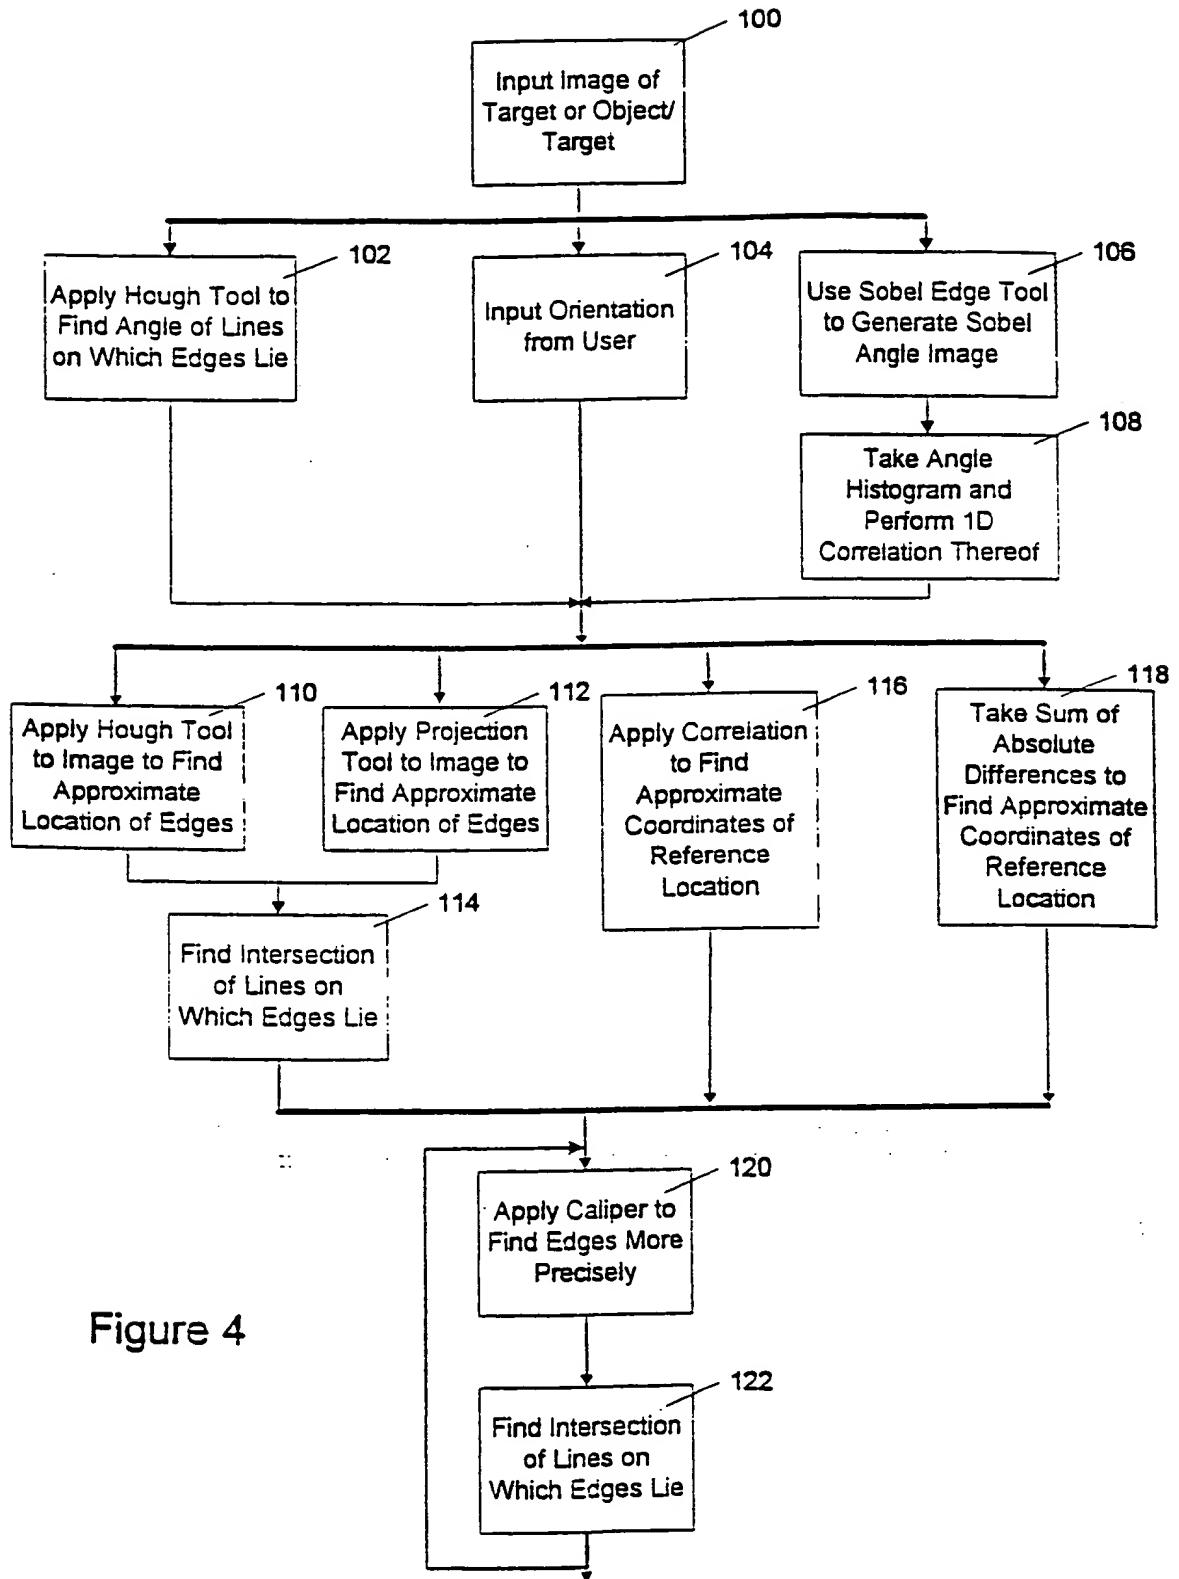 100
Input Image of
Target or Object/
Target
102
Apply Hough Tool to
Find Angle of Lines
on Which Edges Lie
104
Input Orientation
from User
106
Use Sobel Edge Tool
to Generate Sobel
Angle Image
108
Take Angle
Histogram and
Perform 1D
Correlation Thereof
110
Apply Hough Tool
to Image to Find
Approximate
Location of Edges
112
Apply Projection
Tool to Image to
Find Approximate
Location of Edges
116
Apply Correlation
to Find
Approximate
Coordinates of
Reference
Location
118
Take Sum of
Absolute
Differences to
Find Approximate
Coordinates of
Reference
Location
114
Find Intersection
of Lines on
Which Edges Lie
120
Apply Caliper to
Find Edges More
Precisely
Figure 4
122
Find Intersection
of Lines on
Which Edges Lie